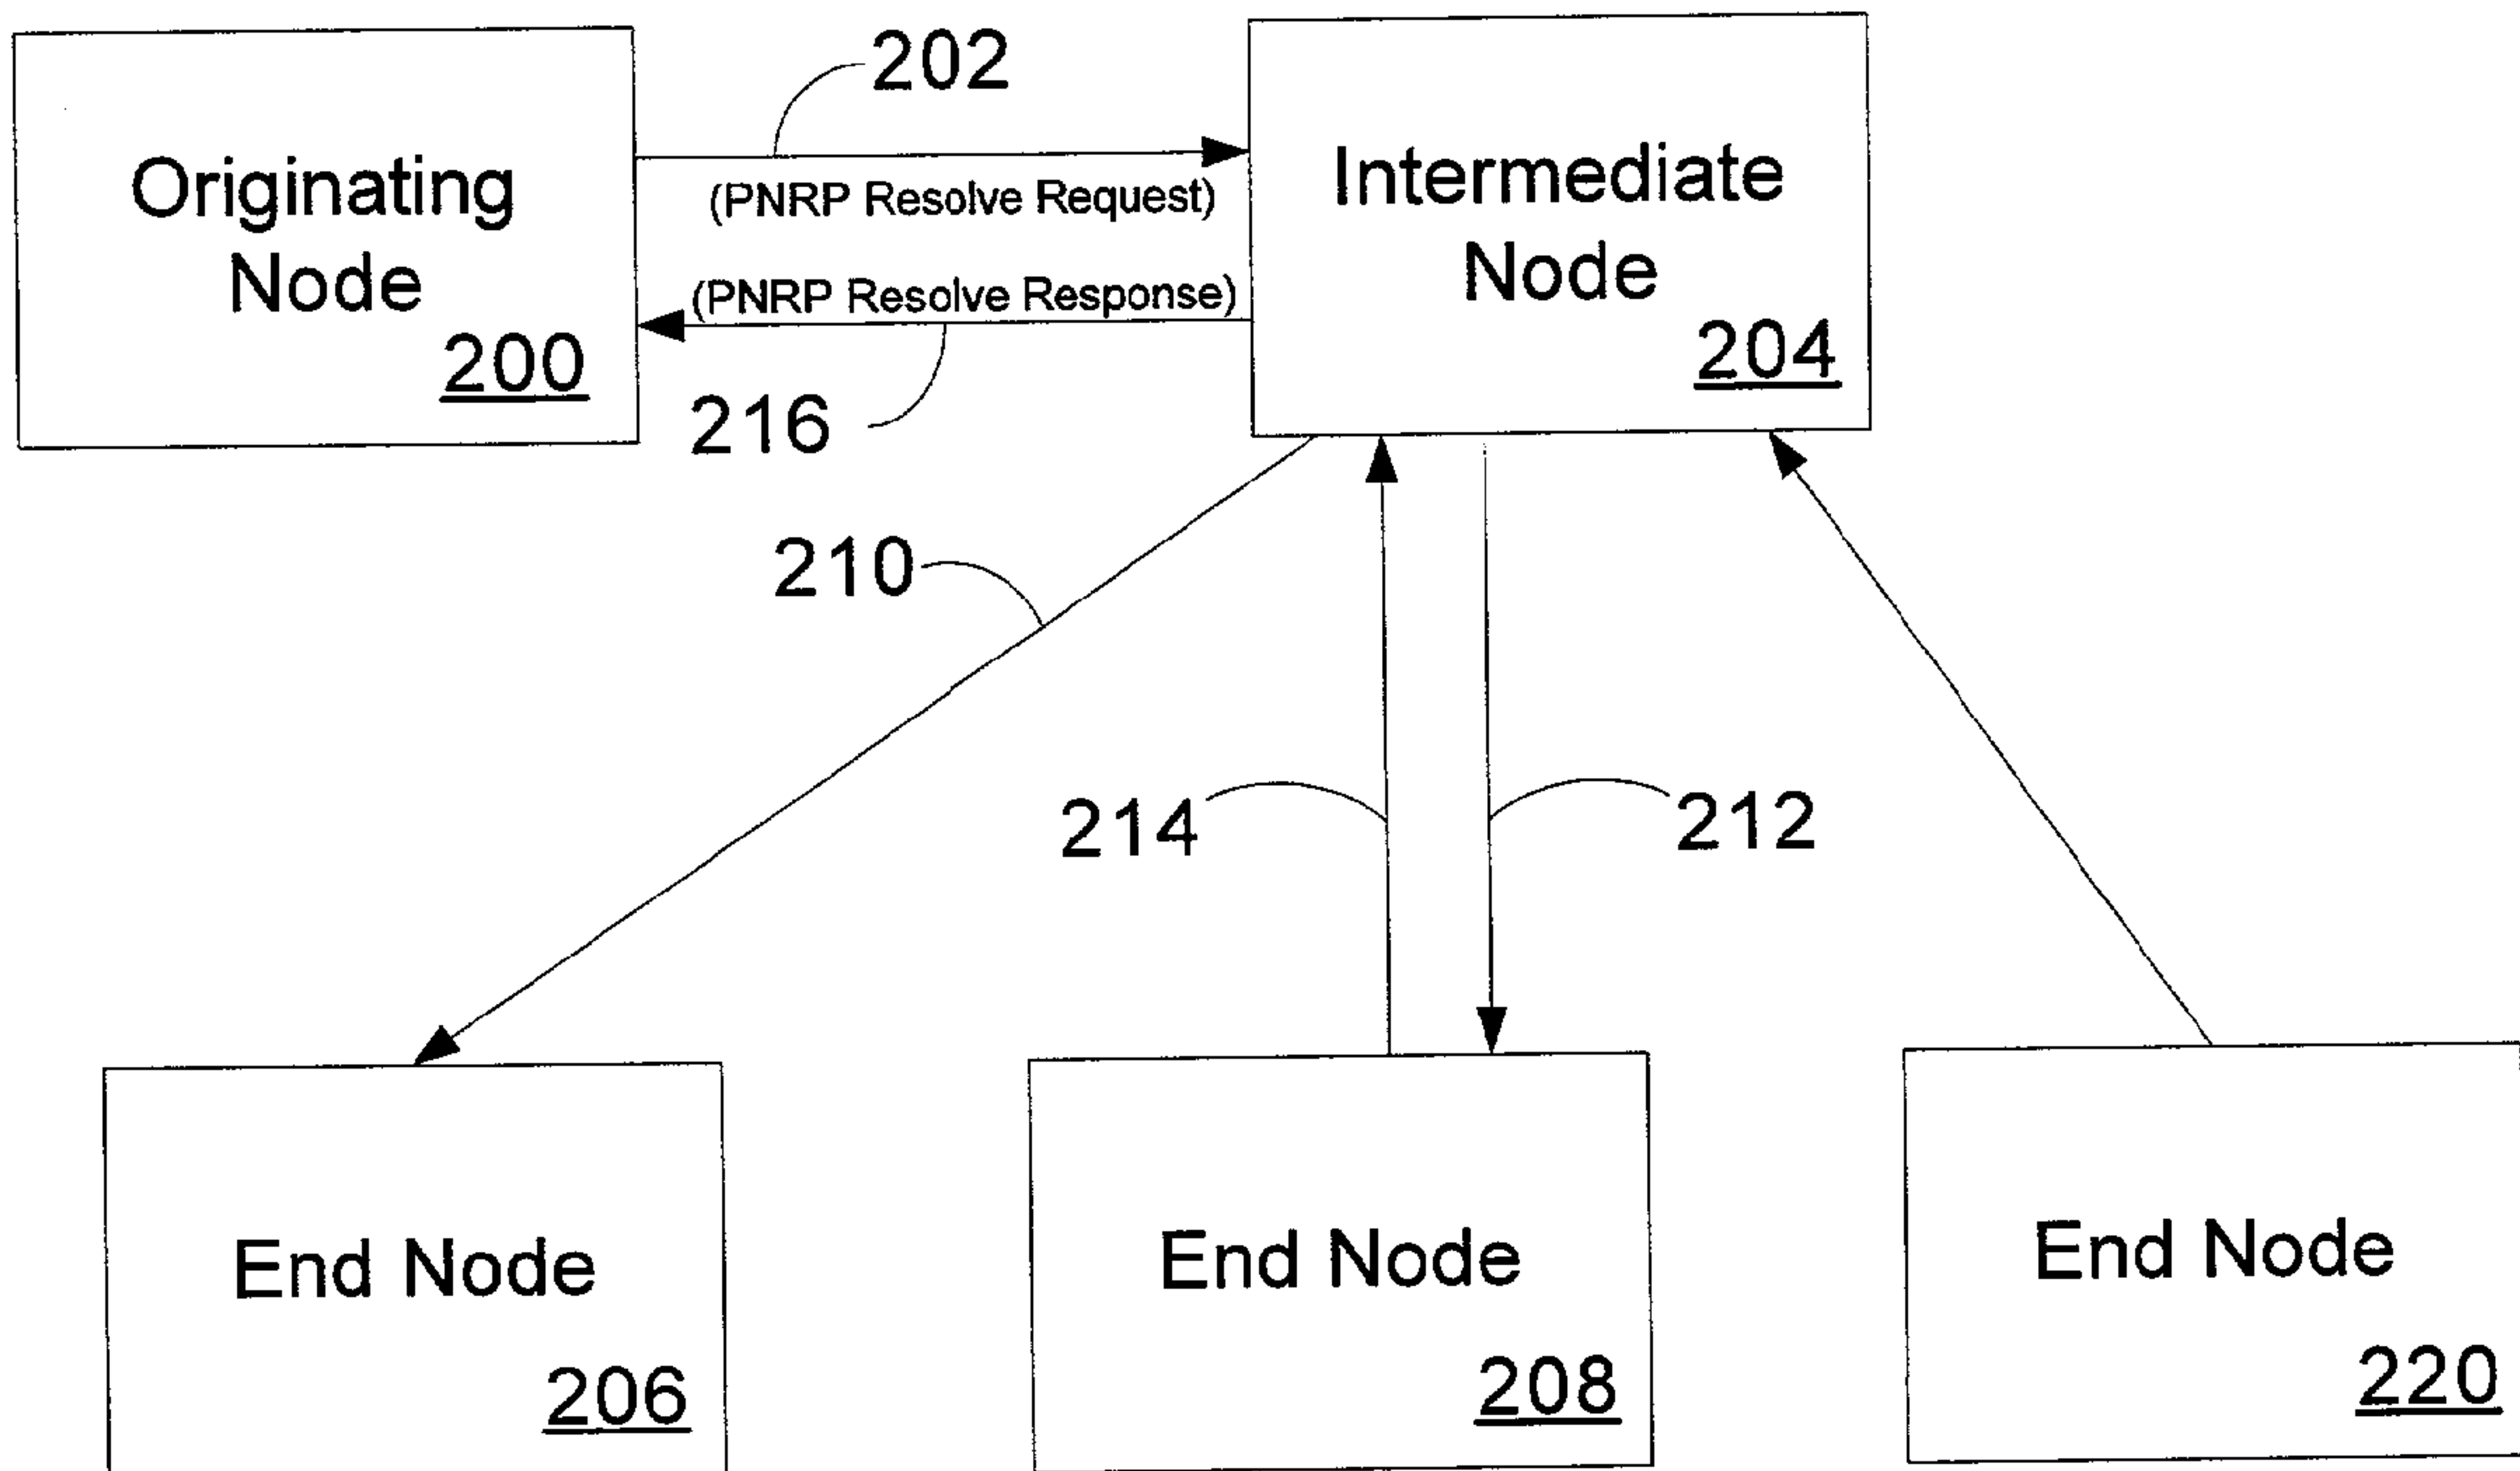 202
Originating
Node
200
(PNRP Resolve Request)
(PNRP Resolve Response)
216
Intermediate
Node
204
210
214
212
End Node
206
End Node
208
End Node
220